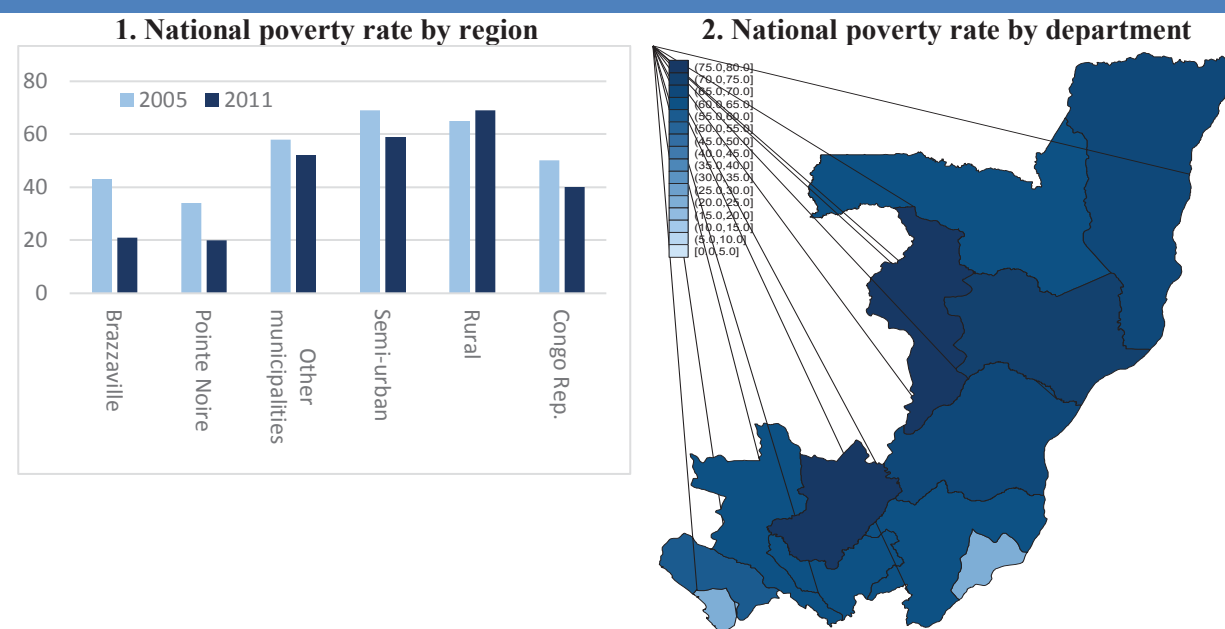 1. National poverty rate by region
80
2005 2011
60
40
20
0
Brazzaville
Pointe Noire
Other
municipalities
Semi-urban
Rural
Congo Rep.
2. National poverty rate by department
(75.0,80.0]
(70.0,75.0]
(65.0,70.0]
(60.0,65.0]
(55.0,60.0]
(50.0,55.0]
(45.0,50.0]
(40.0,45.0]
(35.0,40.0]
(30.0,35.0]
(25.0,30.0]
(20.0,25.0]
(15.0,20.0]
(10.0,15.0]
(5.0,10.0]
[0.0,5.0]